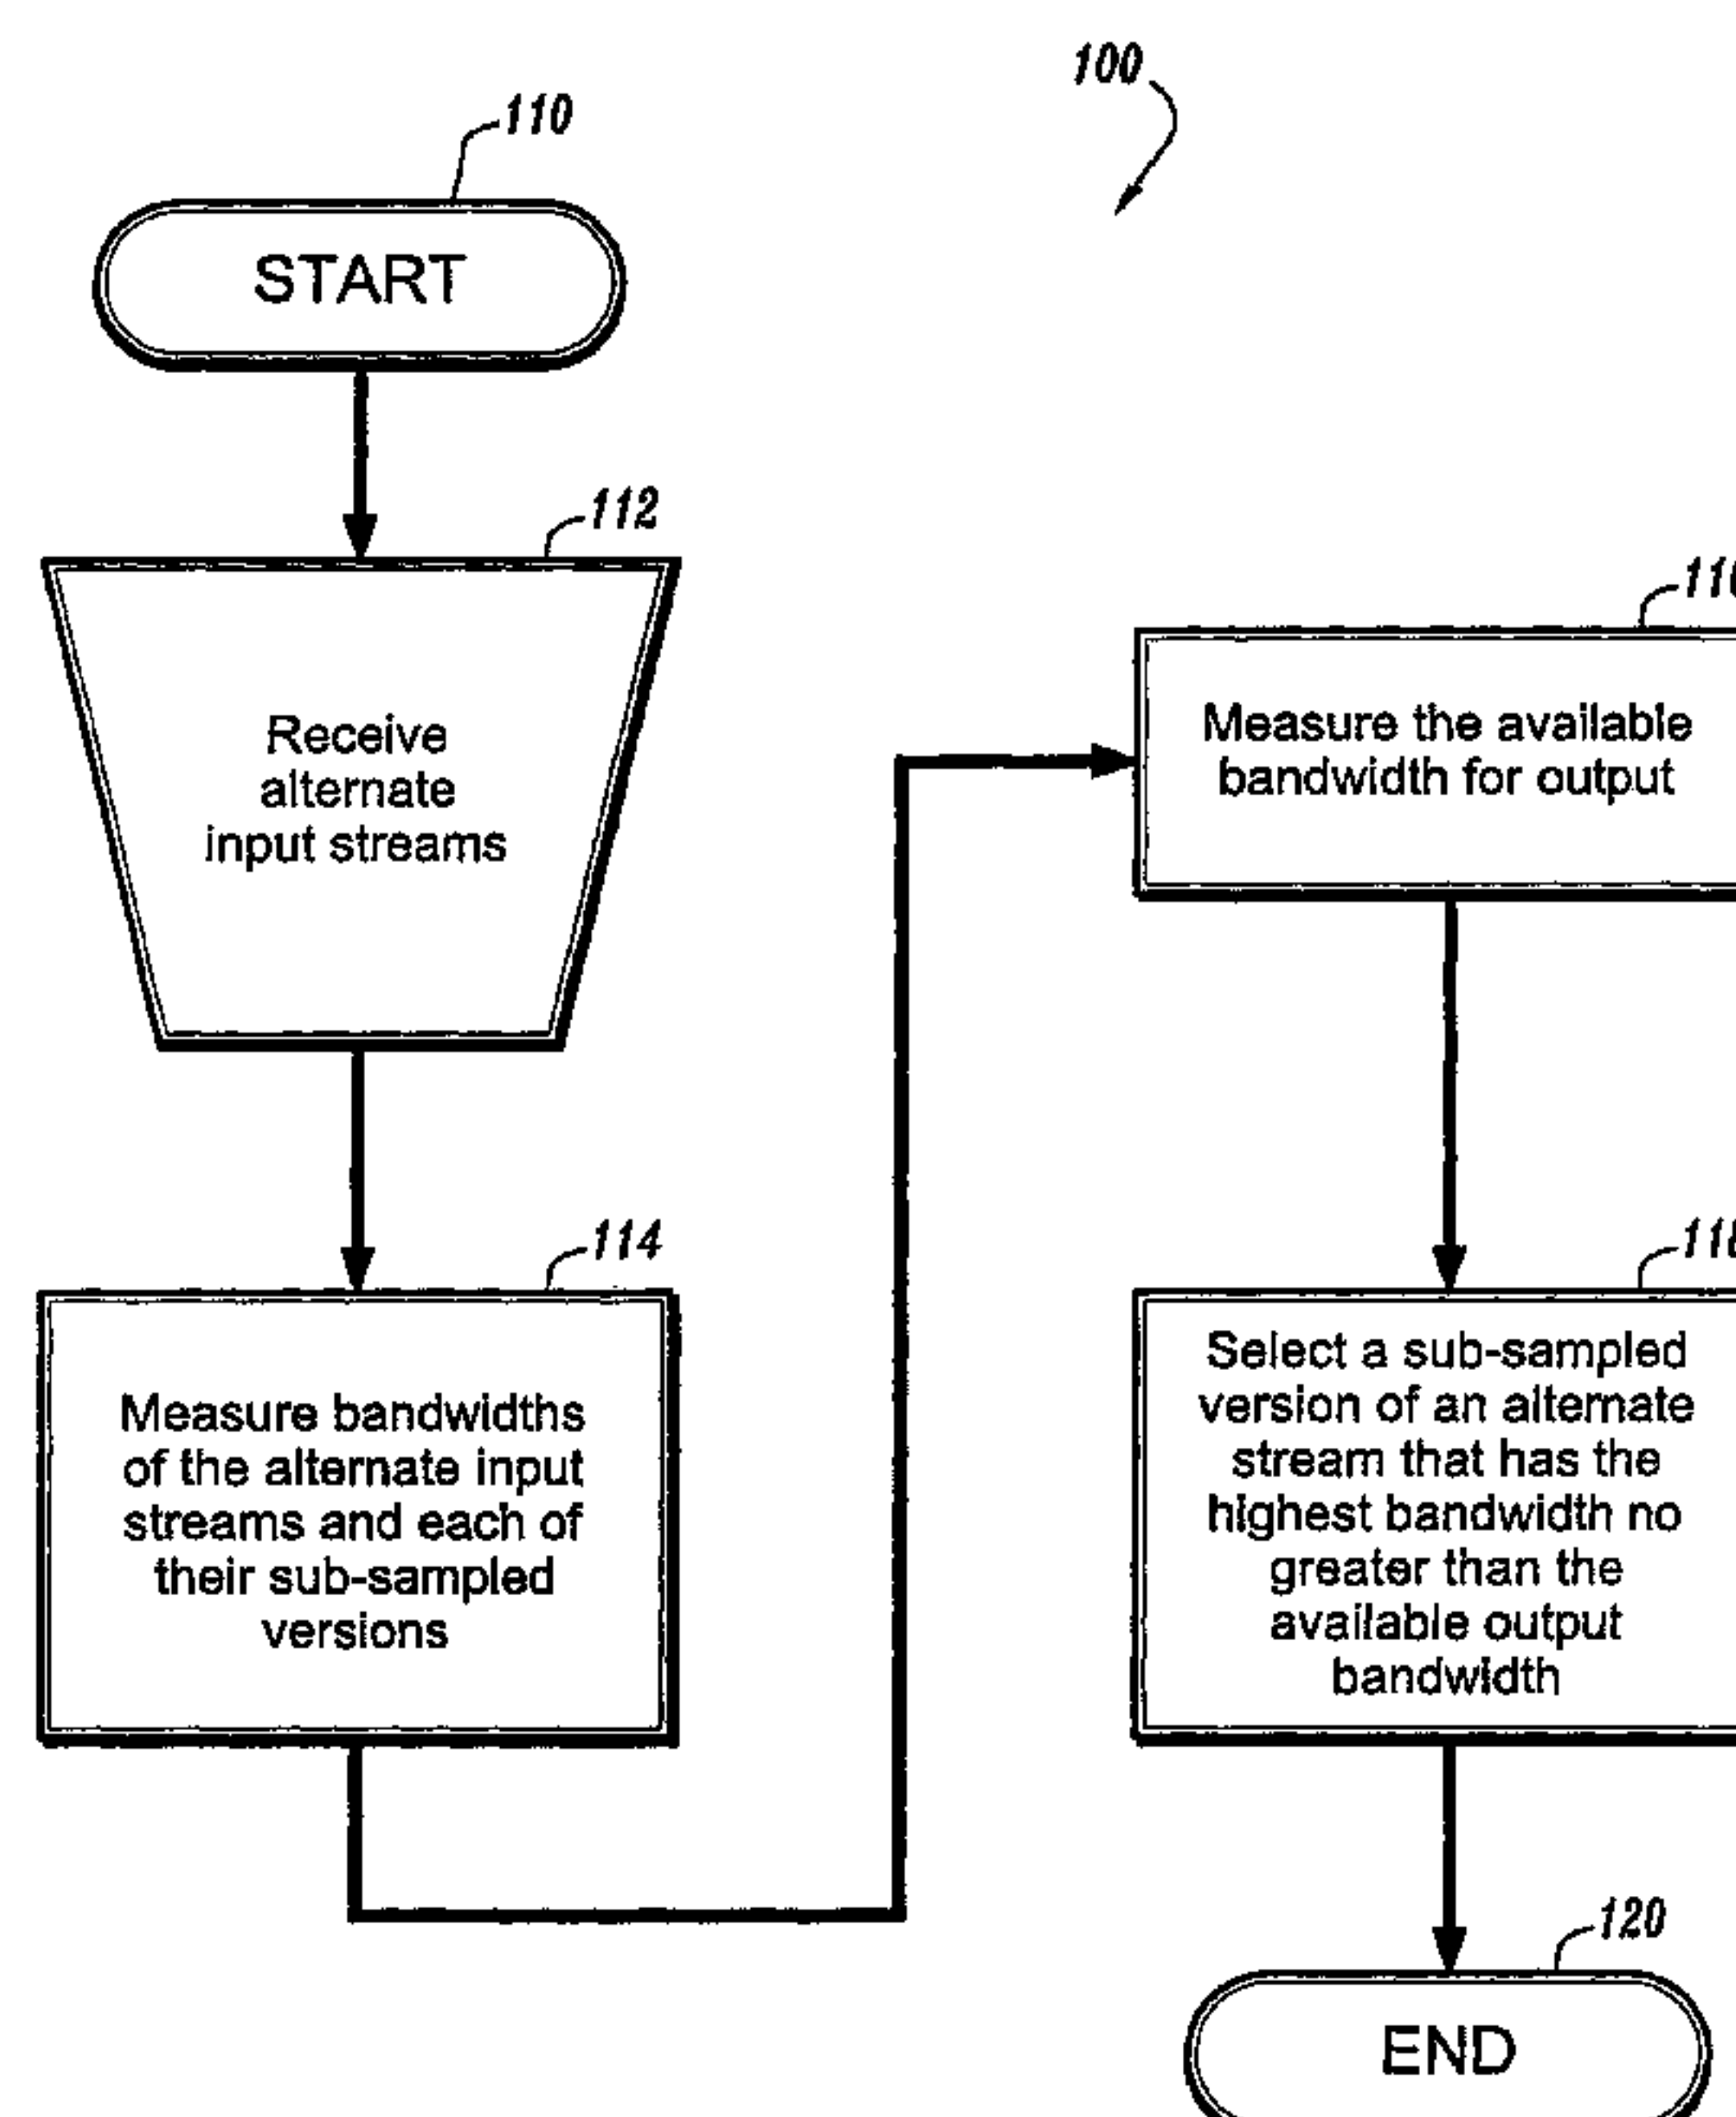 100
110
START
112
Receive
alternate
input streams
114
Measure bandwidths
of the alternate input
streams and each of
their sub-sampled
versions
Measure the available
bandwidth for output
Select a sub-sampled
version of an alternate
stream that has the
highest bandwidth no
greater than the
available output
bandwidth
120
END